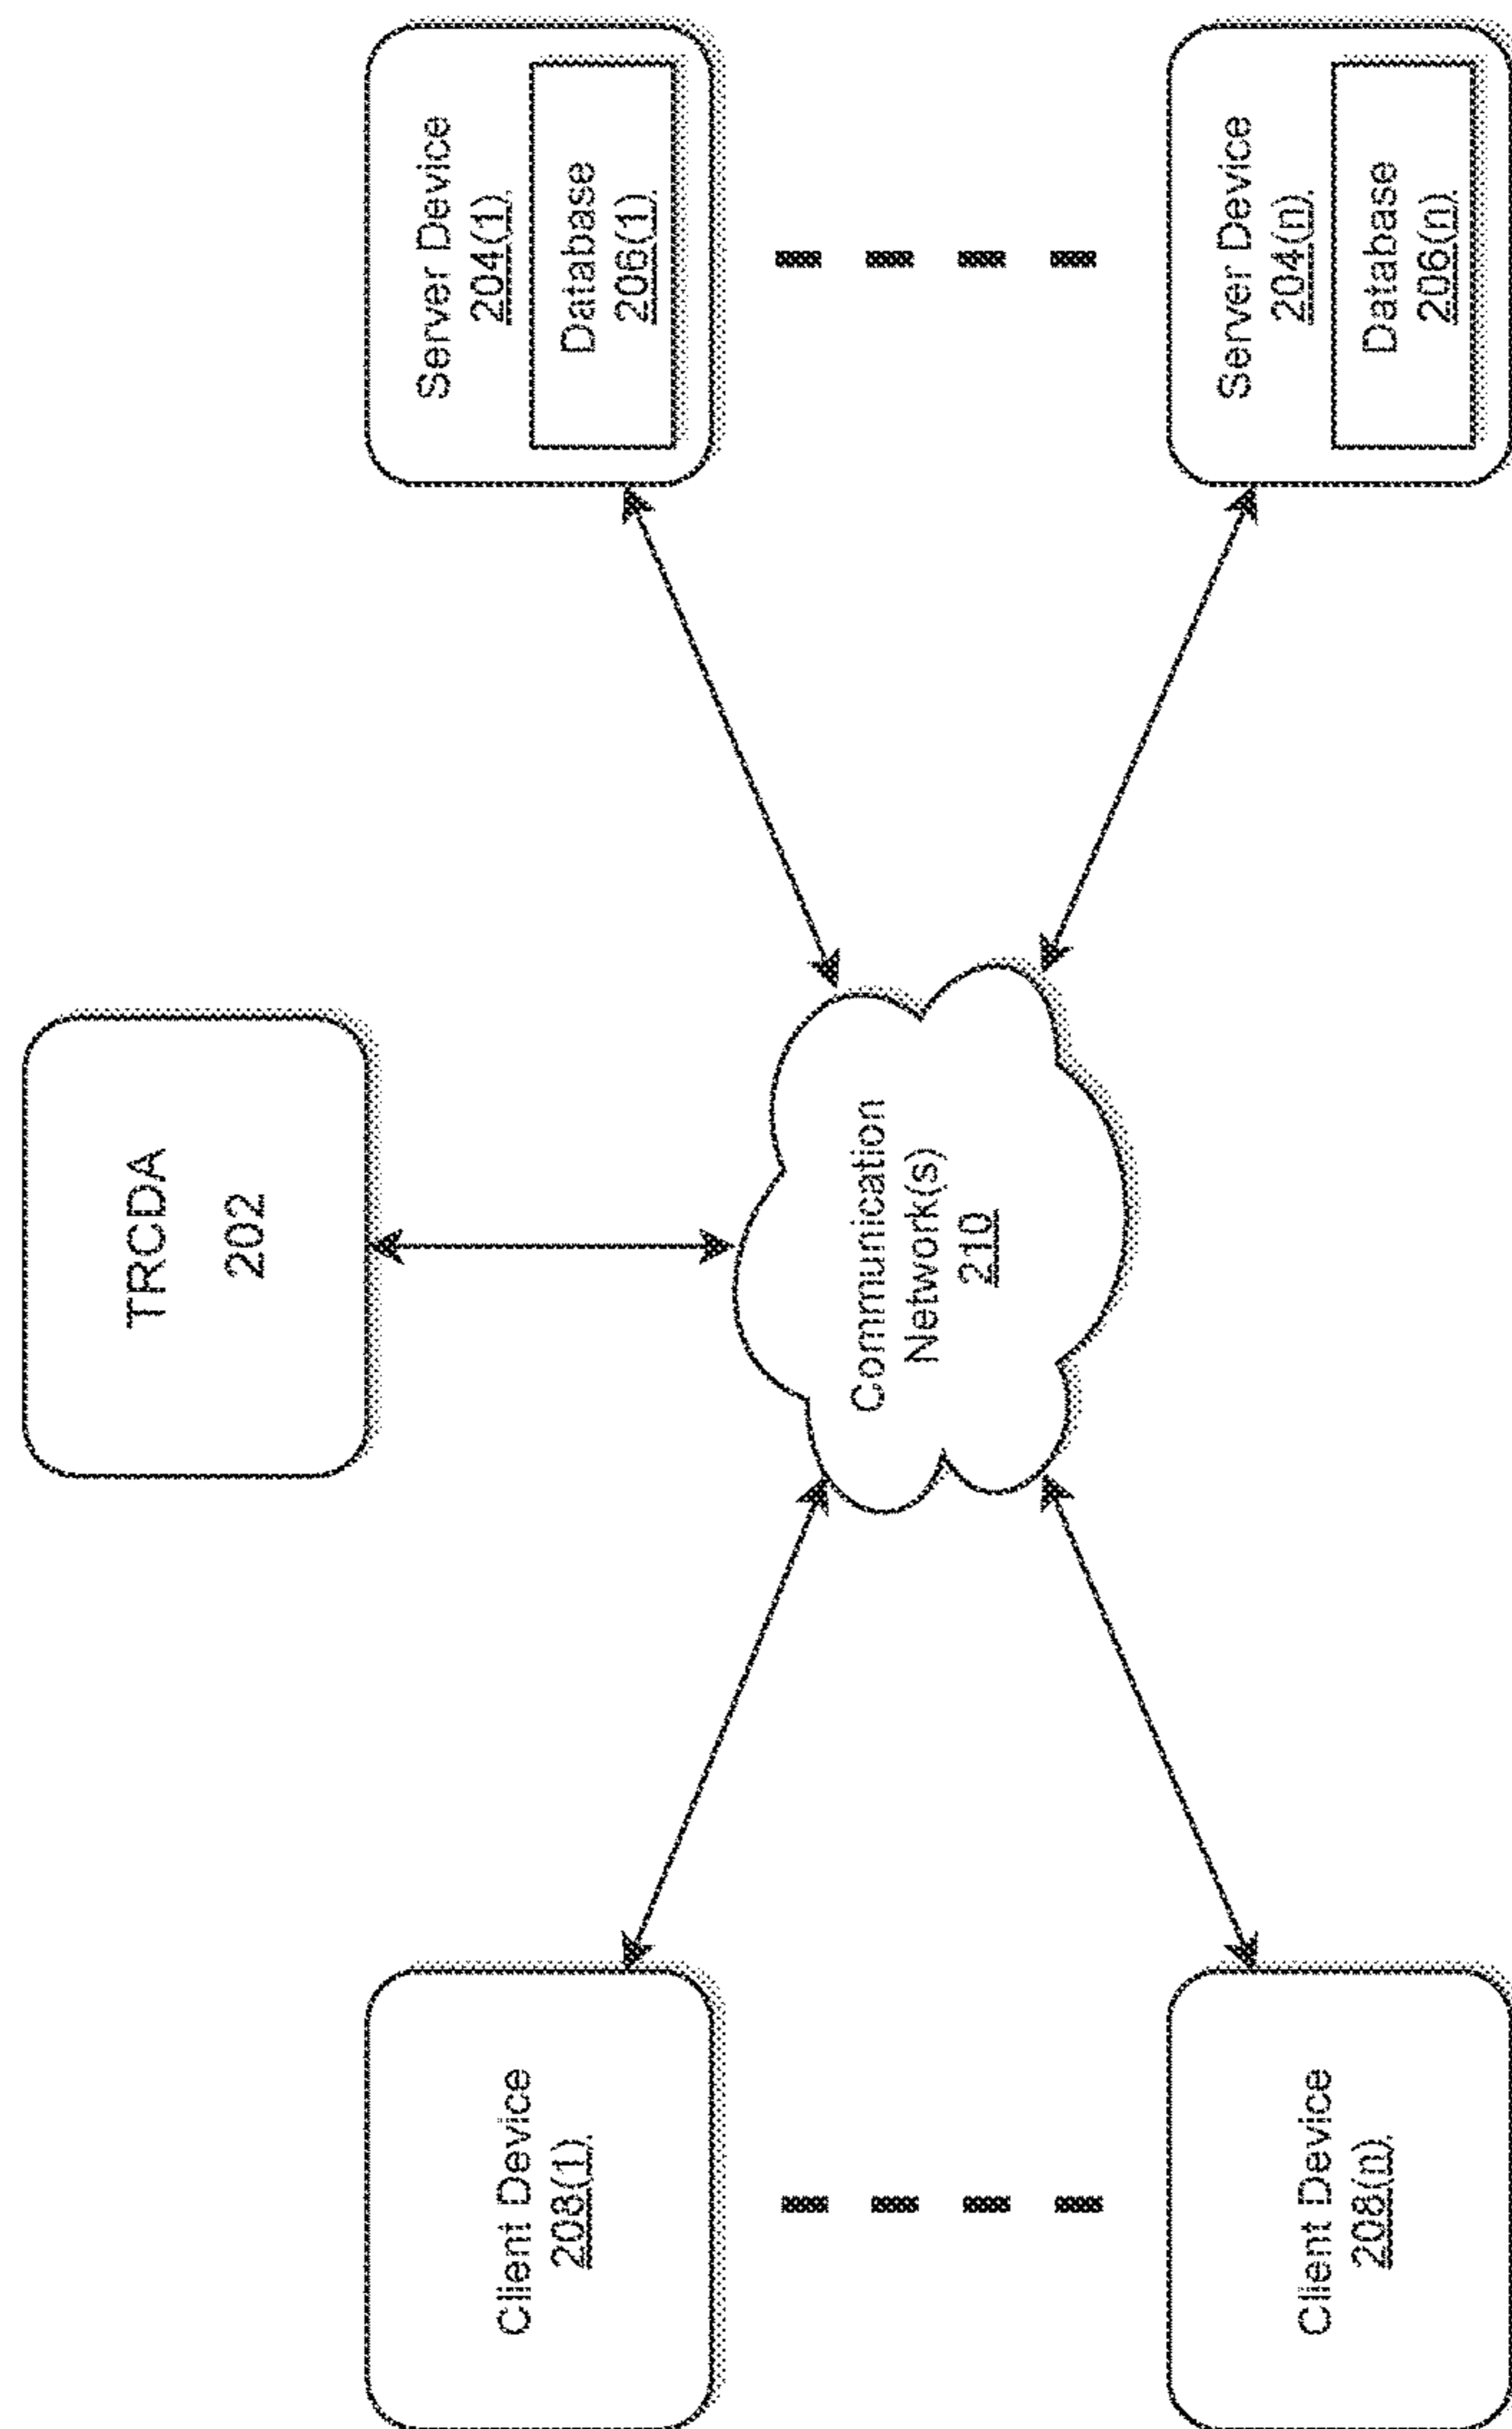 TRCDA
202
Client Device
208(1)
Communication
Network(s)
210
Server Device
204(1)
Database
206(1)
Client Device
208(n)
Server Device
204(n)
Database
206(n)